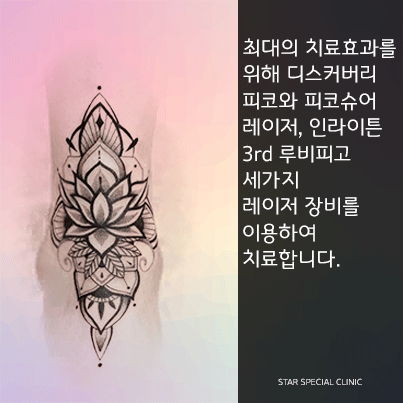 최대의 치료효과를
위해 디스커버리
피코와 피코슈어
레이저, 인라이튼
3rd 루비피고
세가지
레이저 장비를
이용하여
치료합니다.
STAR SPECIAL CLINIC